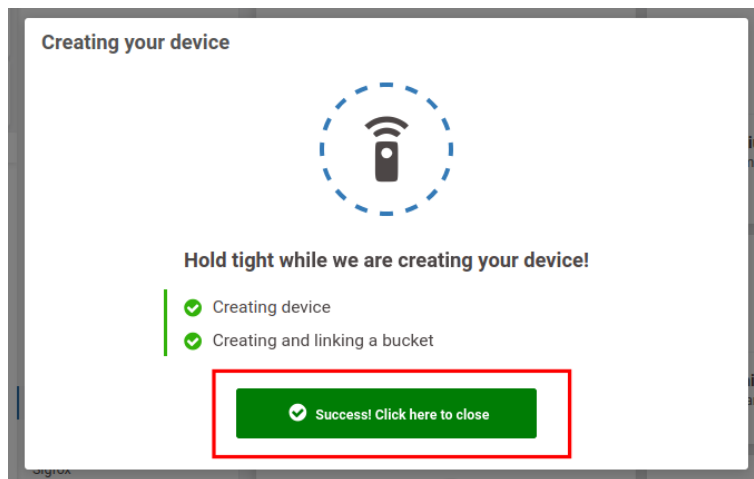 Creating your device
Hold tight while we are creating your device!
Creating device
Creating and linking a bucket
Success! Click here to close
Sigfox